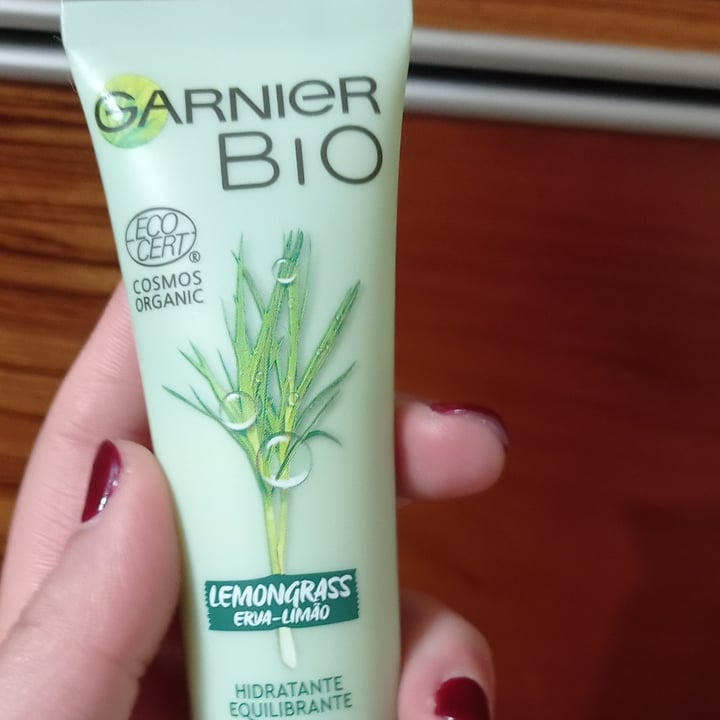 GARNIER
BIO
ECO
CERT®
COSMOS
ORGANIC
LEMONGRASS
ERVA-LIMÃO
HIDRATANTE
EQUILIBRANTE